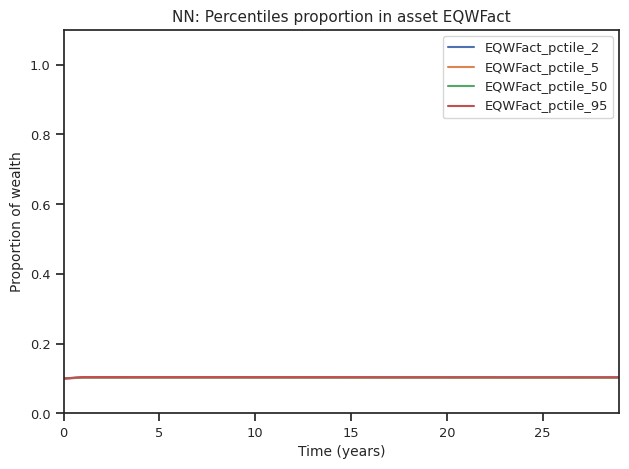 NN: Percentiles proportion in asset EQWFact
EQWFact_pctile_2
EQWFact_pctile_5
EQWFact_pctile_50
EQWFact_pctile_95
Proportion of wealth
1.0
0.8
0.6
0.4
0.2
0.0
0 5 10 15 20 25
Time (years)